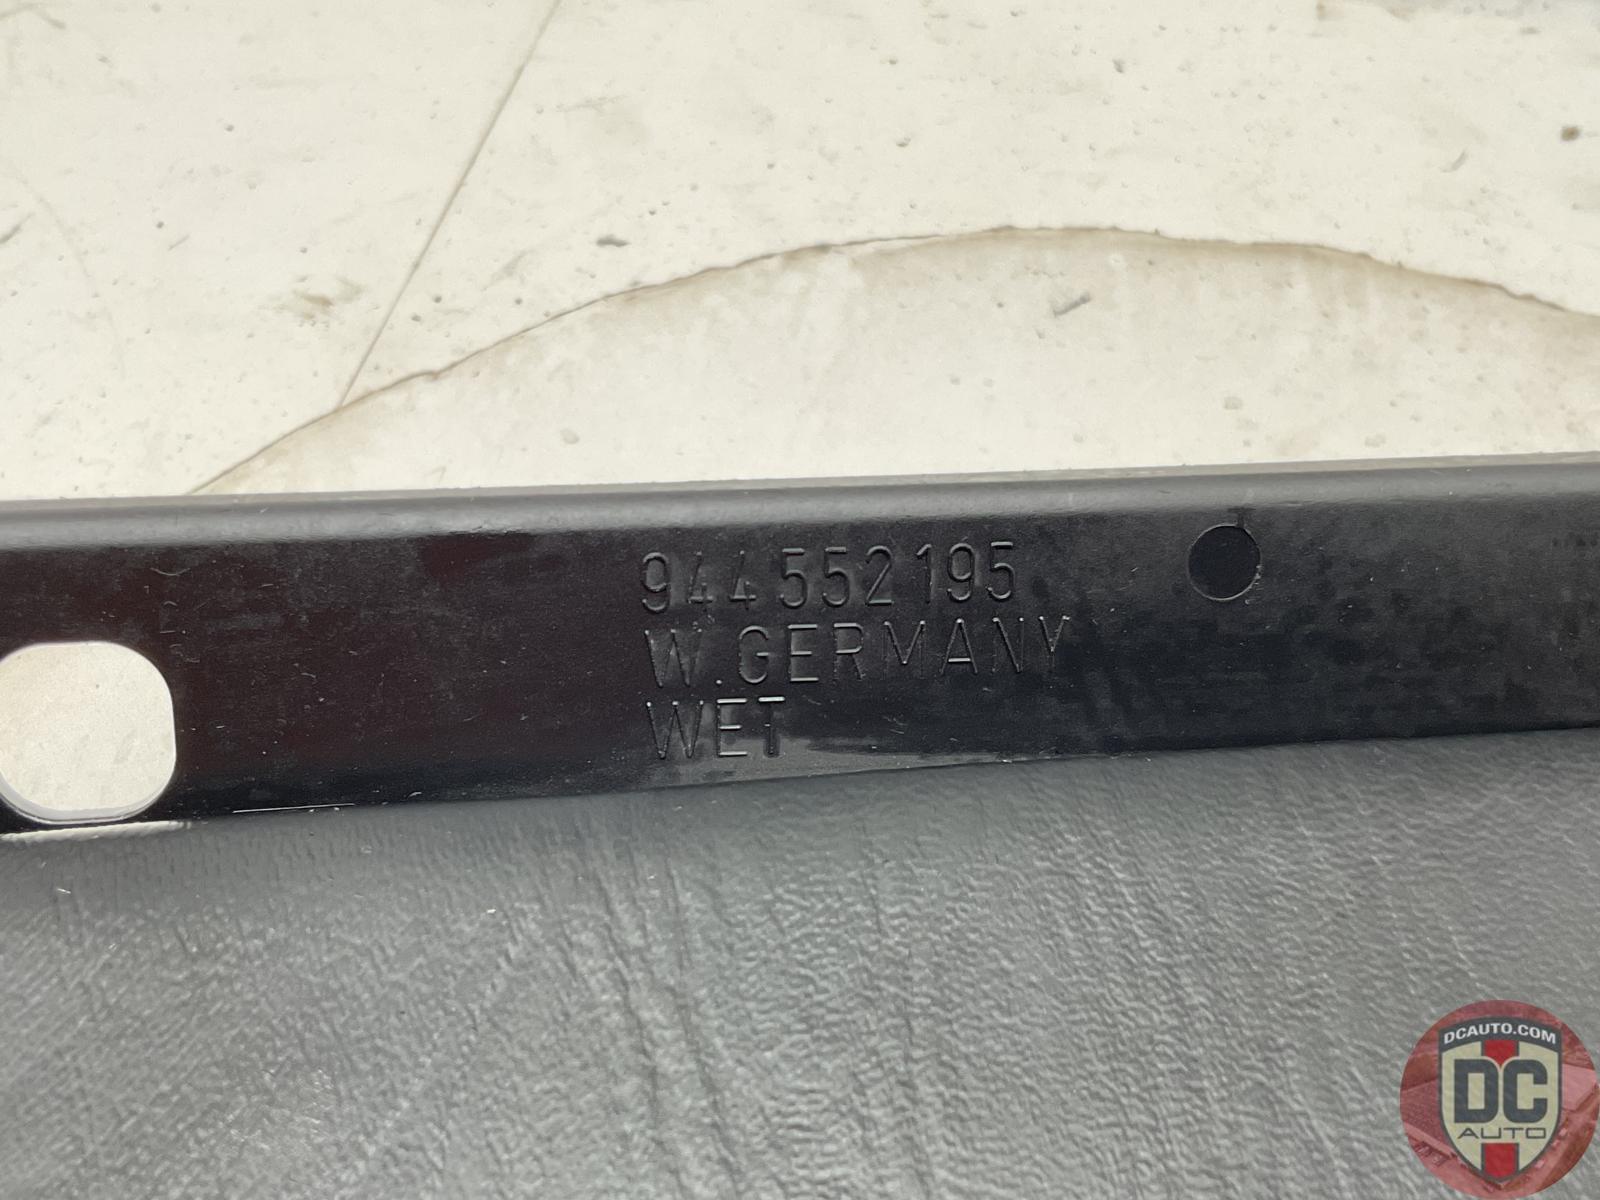 944 552 195
W.GERMANY
WET
DCAUTO.COM
DC
AUTO